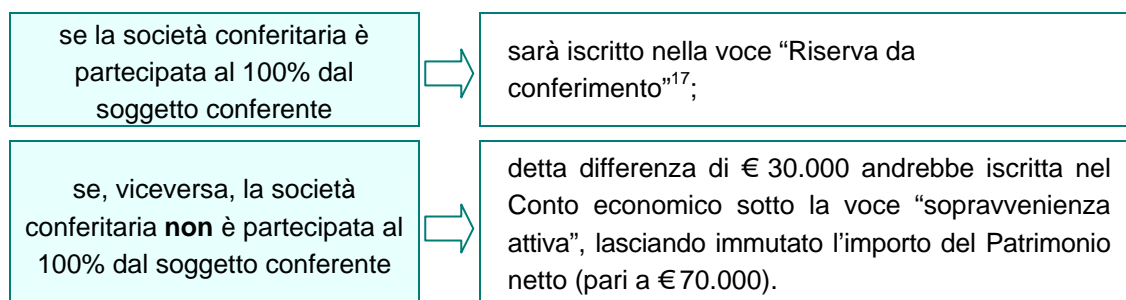 se la società conferitaria è
partecipata al 100% dal
soggetto conferente
sarà iscritto nella voce “Riserva da
conferimento”17;
se, viceversa, la società
conferitaria non è partecipata al
100% dal soggetto conferente
detta differenza di € 30.000 andrebbe iscritta nel
Conto economico sotto la voce “sopravvenienza
attiva”, lasciando immutato l’importo del Patrimonio
netto (pari a € 70.000).